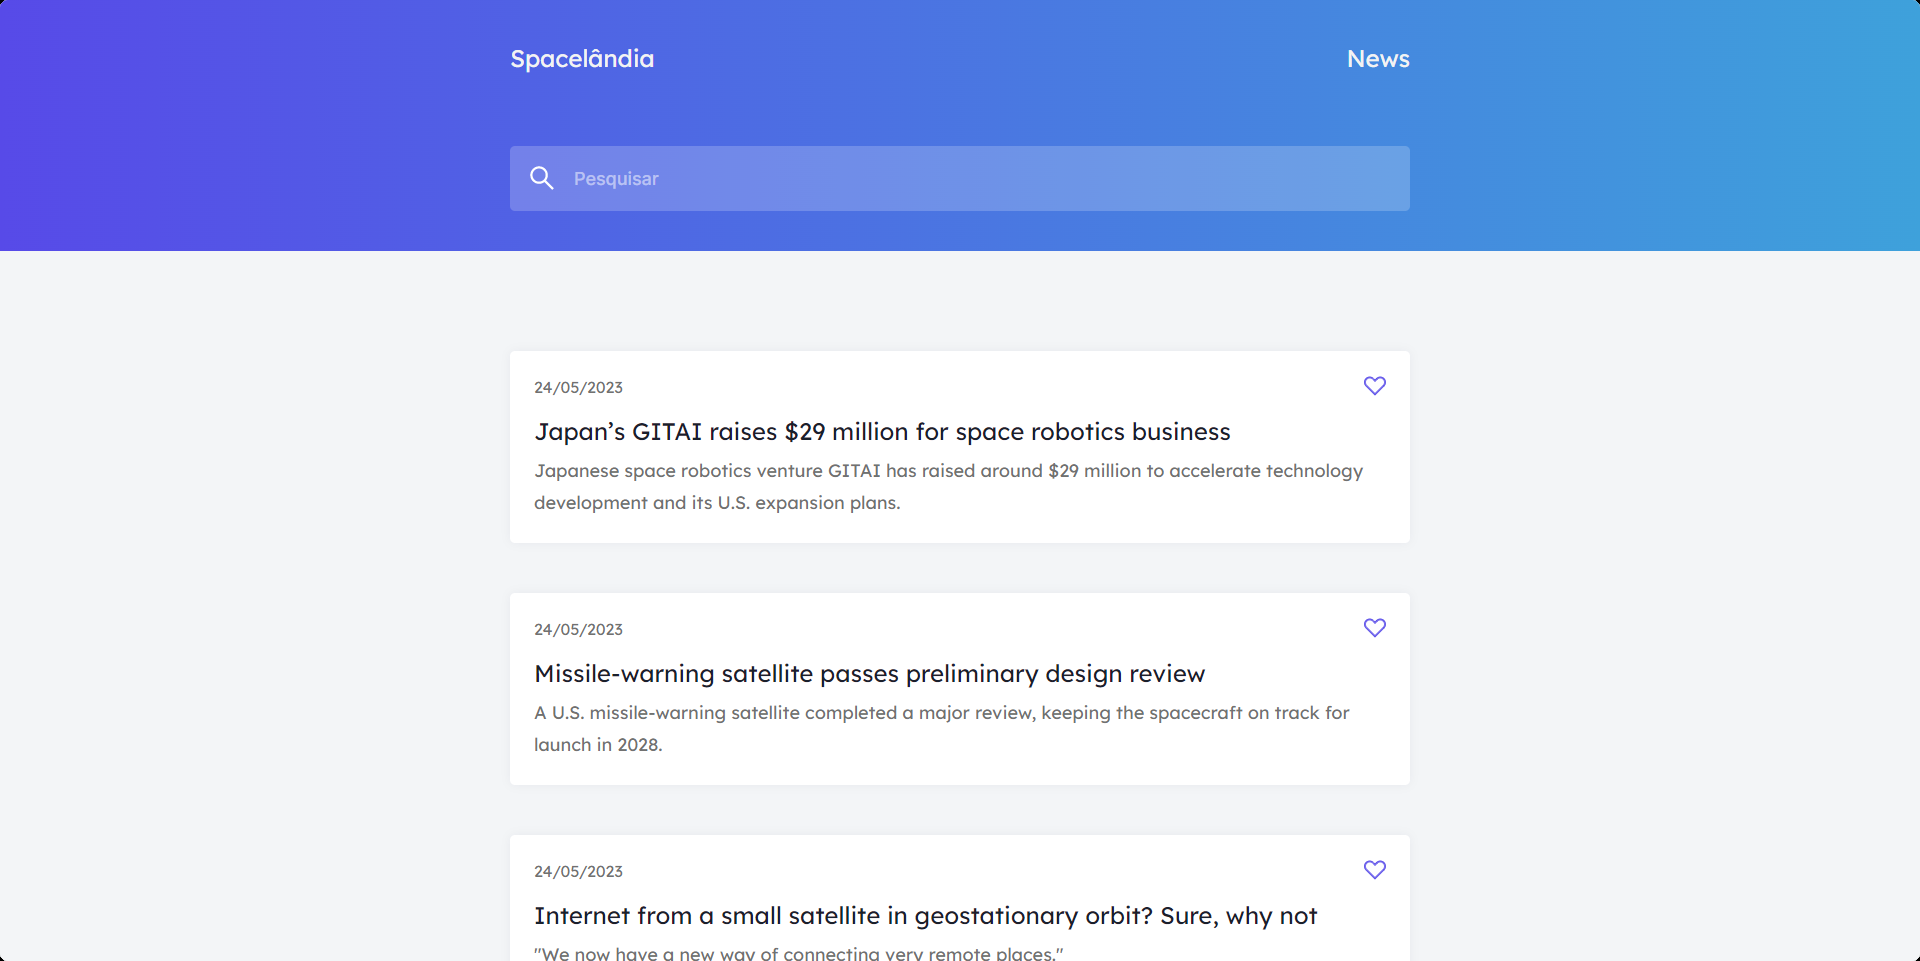 Spacelândia
News
Pesquisar
24/05/2023
Japan’s GITAI raises $29 million for space robotics business
Japanese space robotics venture GITAI has raised around $29 million to accelerate technology
development and its U.S. expansion plans.
24/05/2023
Missile-warning satellite passes preliminary design review
A U.S. missile-warning satellite completed a major review, keeping the spacecraft on track for
launch in 2028.
24/05/2023
Internet from a small satellite in geostationary orbit? Sure, why not
"We now have a new way of connecting very remote places."